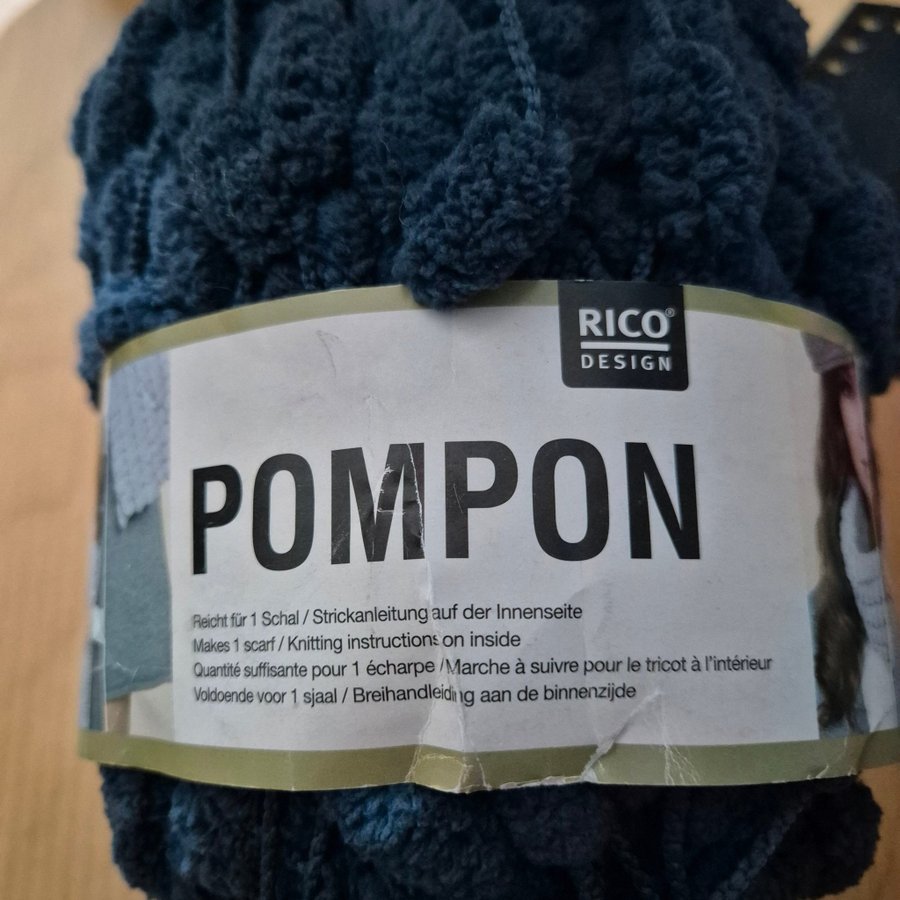 RICO®
DESIGN
POMPON
Reicht für 1 Schal / Strickanleitung auf der Innenseite
Makes 1 scarf / Knitting instructions on inside
Quantité suffisante pour 1 écharpe / Marche à suivre pour le tricot à l'intérieur
Voldoende voor 1 sjaal / Breihandleiding aan de binnenzijde